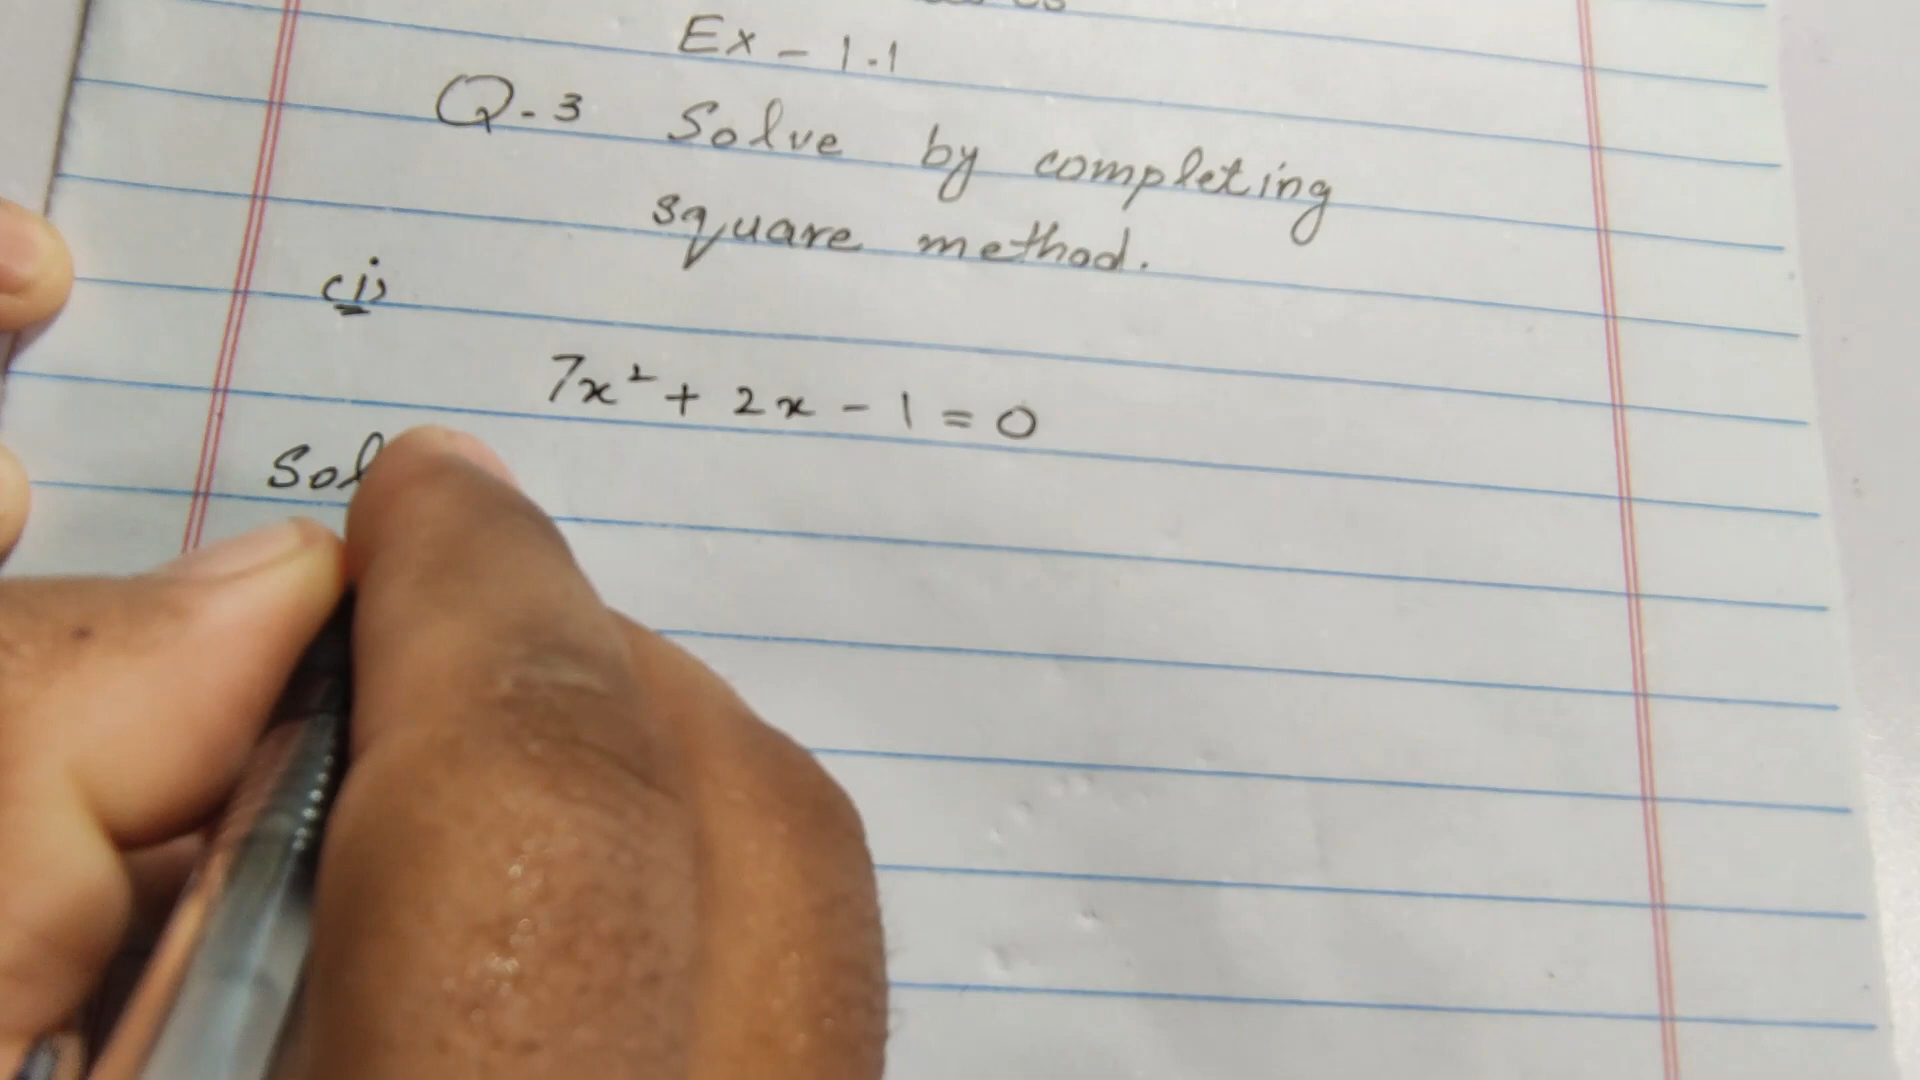 Ex - 1.1
Q.3 Solve by completing
square method.
(i)
7x² + 2x - 1 = 0
Sol